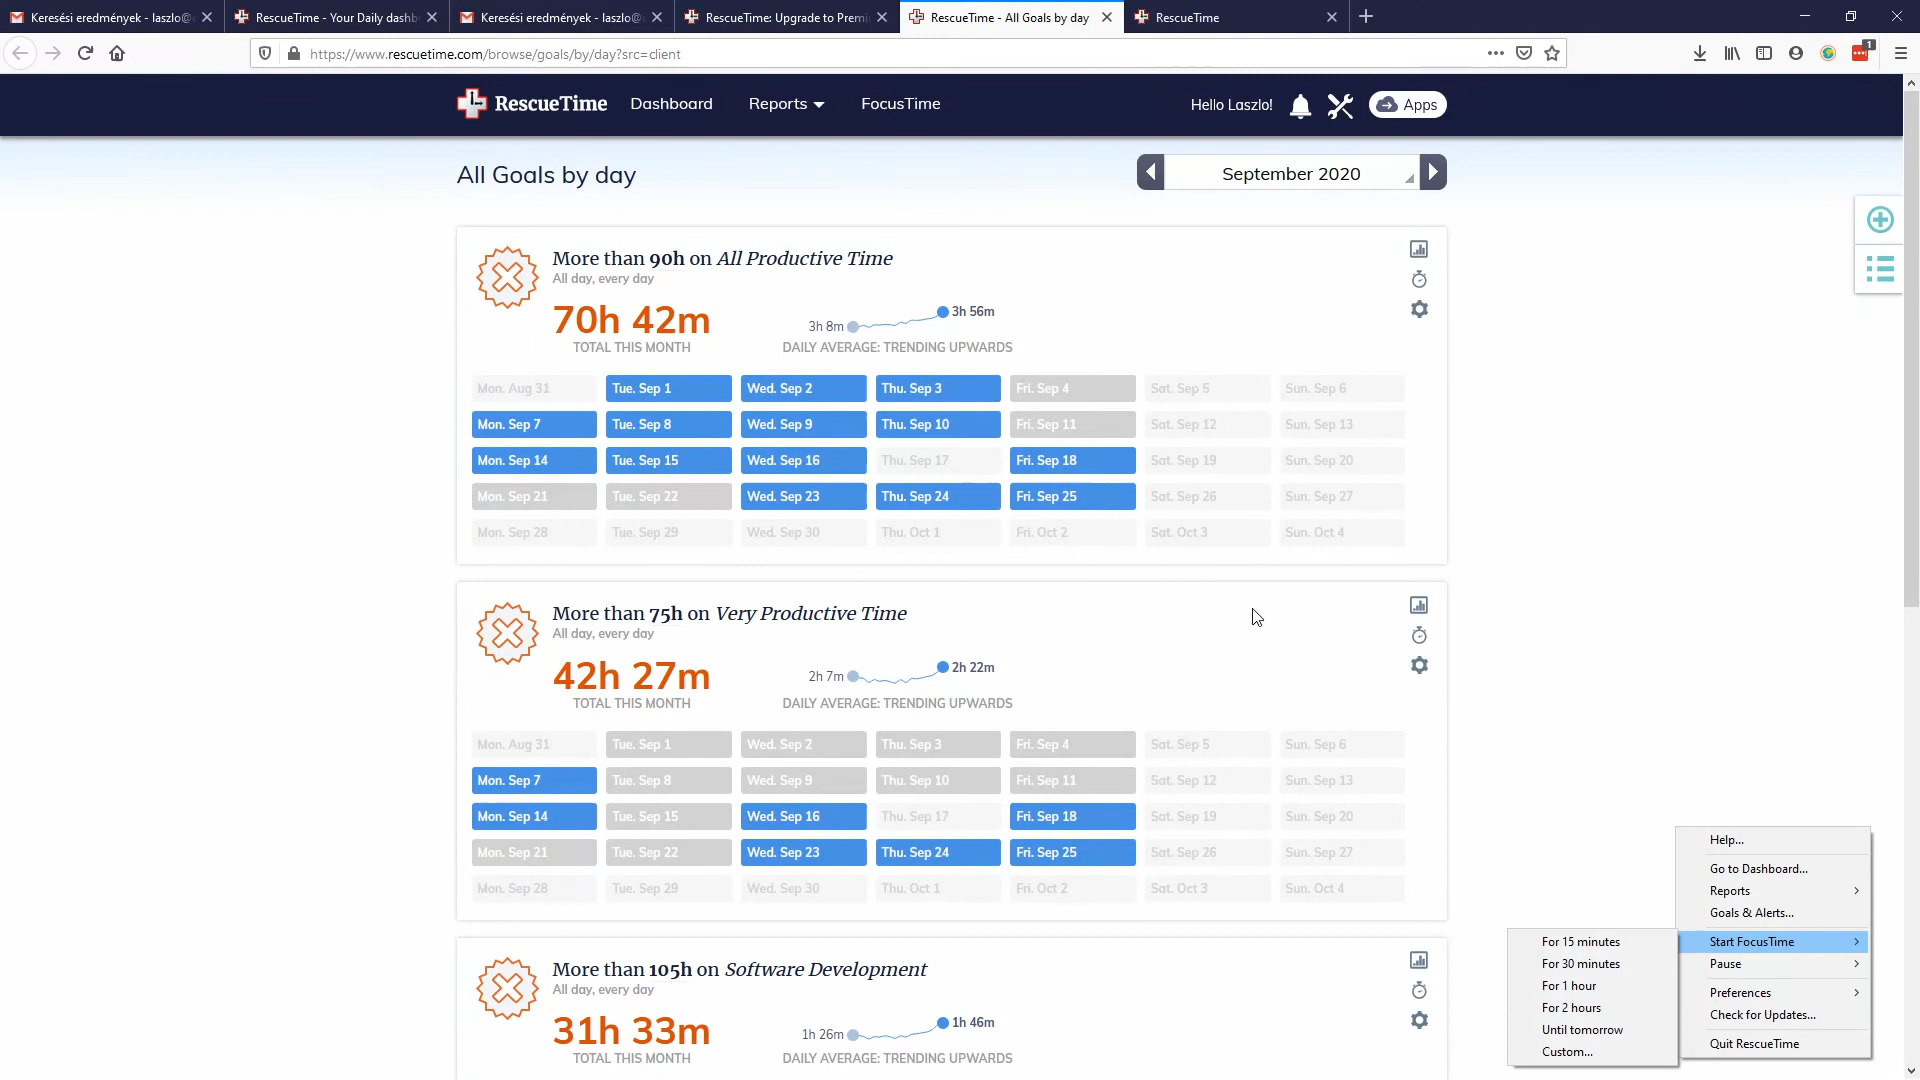 Keresési eredmények - laszlo@
RescueTime - Your Daily dashb
Keresési eredmények - laszlo@
RescueTime: Upgrade to Premi
RescueTime - All Goals by day
RescueTime
https://www.rescuetime.com/browse/goals/by/day?src=client
1
RescueTime
Dashboard
Reports
FocusTime
Hello Laszlo!
Apps
All Goals by day
September 2020
More than 90h on All Productive Time
All day, every day
70h 42m
TOTAL THIS MONTH
3h 8m
3h 56m
DAILY AVERAGE: TRENDING UPWARDS
Mon. Aug 31 Tue. Sep 1 Wed. Sep 2 Thu. Sep 3 Fri. Sep 4 Sat. Sep 5 Sun. Sep 6
Mon. Sep 7 Tue. Sep 8 Wed. Sep 9 Thu. Sep 10 Fri. Sep 11 Sat. Sep 12 Sun. Sep 13
Mon. Sep 14 Tue. Sep 15 Wed. Sep 16 Thu. Sep 17 Fri. Sep 18 Sat. Sep 19 Sun. Sep 20
Mon. Sep 21 Tue. Sep 22 Wed. Sep 23 Thu. Sep 24 Fri. Sep 25 Sat. Sep 26 Sun. Sep 27
Mon. Sep 28 Tue. Sep 29 Wed. Sep 30 Thu. Oct 1 Fri. Oct 2 Sat. Oct 3 Sun. Oct 4
More than 75h on Very Productive Time
All day, every day
42h 27m
TOTAL THIS MONTH
2h 7m
2h 22m
DAILY AVERAGE: TRENDING UPWARDS
Mon. Aug 31 Tue. Sep 1 Wed. Sep 2 Thu. Sep 3 Fri. Sep 4 Sat. Sep 5 Sun. Sep 6
Mon. Sep 7 Tue. Sep 8 Wed. Sep 9 Thu. Sep 10 Fri. Sep 11 Sat. Sep 12 Sun. Sep 13
Mon. Sep 14 Tue. Sep 15 Wed. Sep 16 Thu. Sep 17 Fri. Sep 18 Sat. Sep 19 Sun. Sep 20
Mon. Sep 21 Tue. Sep 22 Wed. Sep 23 Thu. Sep 24 Fri. Sep 25 Sat. Sep 26 Sun. Sep 27
Mon. Sep 28 Tue. Sep 29 Wed. Sep 30 Thu. Oct 1 Fri. Oct 2 Sat. Oct 3 Sun. Oct 4
More than 105h on Software Development
All day, every day
31h 33m
TOTAL THIS MONTH
1h 26m
1h 46m
DAILY AVERAGE: TRENDING UPWARDS
Help...
Go to Dashboard...
Reports
Goals & Alerts...
Start FocusTime
Pause
Preferences
Check for Updates...
Quit RescueTime
For 15 minutes
For 30 minutes
For 1 hour
For 2 hours
Until tomorrow
Custom...